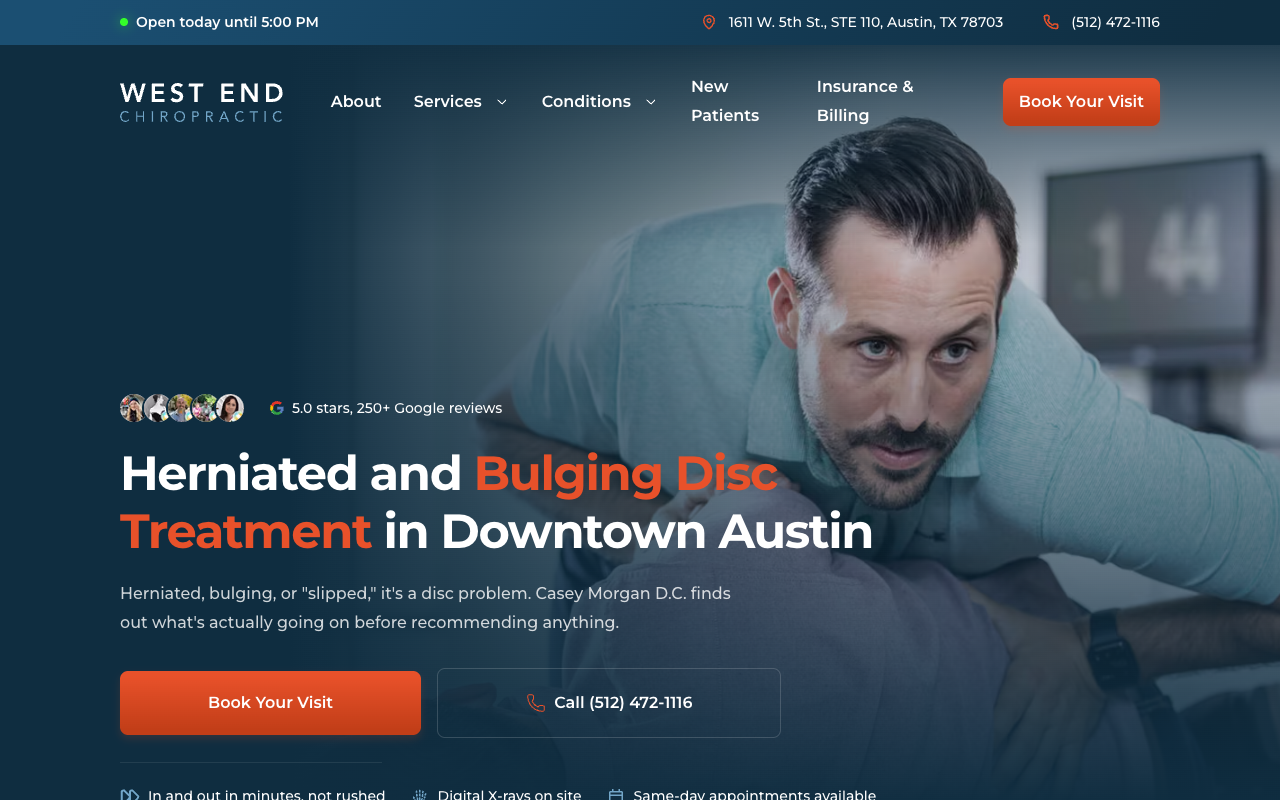 Open today until 5:00 PM
1611 W. 5th St., STE 110, Austin, TX 78703
(512) 472-1116
WEST END
CHIROPRACTIC
About
Services
Conditions
New
Patients
Insurance &
Billing
Book Your Visit
1 44
5.0 stars, 250+ Google reviews
Herniated and Bulging Disc
Treatment in Downtown Austin
Herniated, bulging, or "slipped," it's a disc problem. Casey Morgan D.C. finds
out what's actually going on before recommending anything.
Book Your Visit
Call (512) 472-1116
In and out in minutes, not rushed
Digital X-rays on site
Same-day appointments available